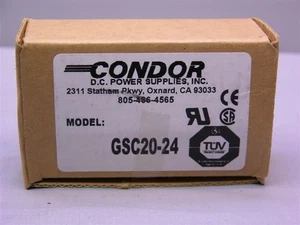 CONDOR
D.C. POWER SUPPLIES, INC.
2311 Statham Pkwy, Oxnard, CA 93033
805-486-4565
MODEL:
GSC20-24
TÜV